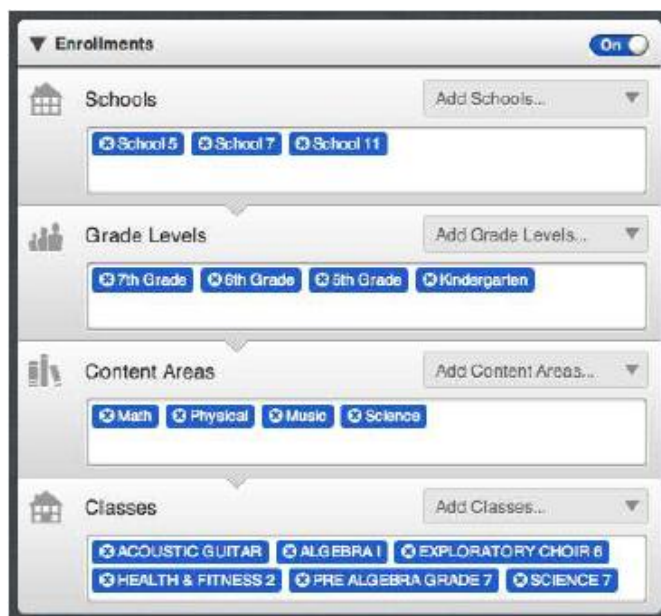 Enrollments On
Schools Add Schools...
School 5 School 7 School 11
Grade Levels Add Grade Levels...
7th Grade 6th Grade 5th Grade Kindergarten
Content Areas Add Content Areas...
Math Physical Music Science
Classes Add Classes...
ACOUSTIC GUITAR ALGEBRA I EXPLORATORY CHOIR 6
HEALTH & FITNESS 2 PRE ALGEBRA GRADE 7 SCIENCE 7